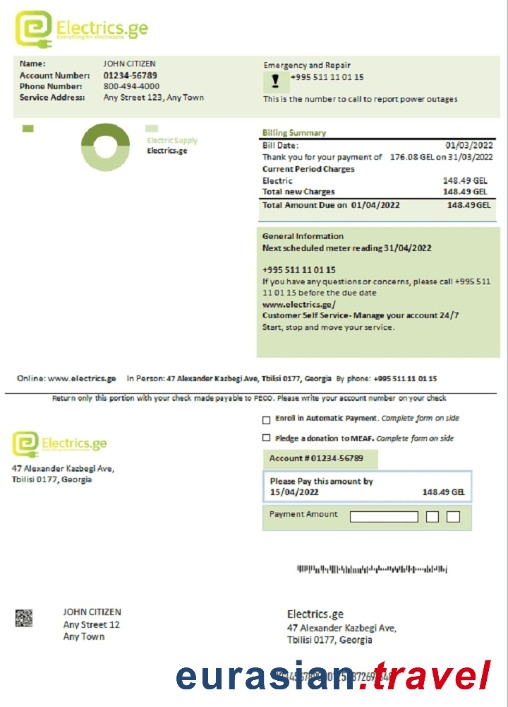 Electrics.ge
Name: JOHN CITIZEN
Account Number: 01234-56789
Phone Number: 800-494-4000
Service Address: Any Street 123, Any Town
Emergency and Repair
+995 511 11 01 15
This is the number to call to report power outages
Electric Supply
Electrics.ge
Billing Summary
Bill Date: 01/03/2022
Thank you for your payment of 176.08 GEL on 31/03/2022
Current Period Charges
Electric 148.49 GEL
Total new Charges 148.49 GEL
Total Amount Due on 01/04/2022 148.49 GEL
General Information
Next scheduled meter reading 31/04/2022
+995 511 11 01 15
If you have any questions or concerns, please call +995 511
11 01 15 before the due date
www.electrics.ge/
Customer Self Service- Manage your account 24/7
Start, stop and move your service.
Online: www.electrics.ge In Person: 47 Alexander Kazbegi Ave, Tbilisi 0177, Georgia By phone: +995 511 11 01 15
Return only this portion with your check made payable to PECO. Please write your account number on your check
Enroll in Automatic Payment. Complete form on side
Pledge a donation to MEAF. Complete form on side
Electrics.ge
47 Alexander Kazbegi Ave,
Tbilisi 0177, Georgia
Account # 01234-56789
Please Pay this amount by
15/04/2022 148.49 GEL
Payment Amount
JOHN CITIZEN
Any Street 12
Any Town
Electrics.ge
47 Alexander Kazbegi Ave,
Tbilisi 0177, Georgia
eurasian.travel